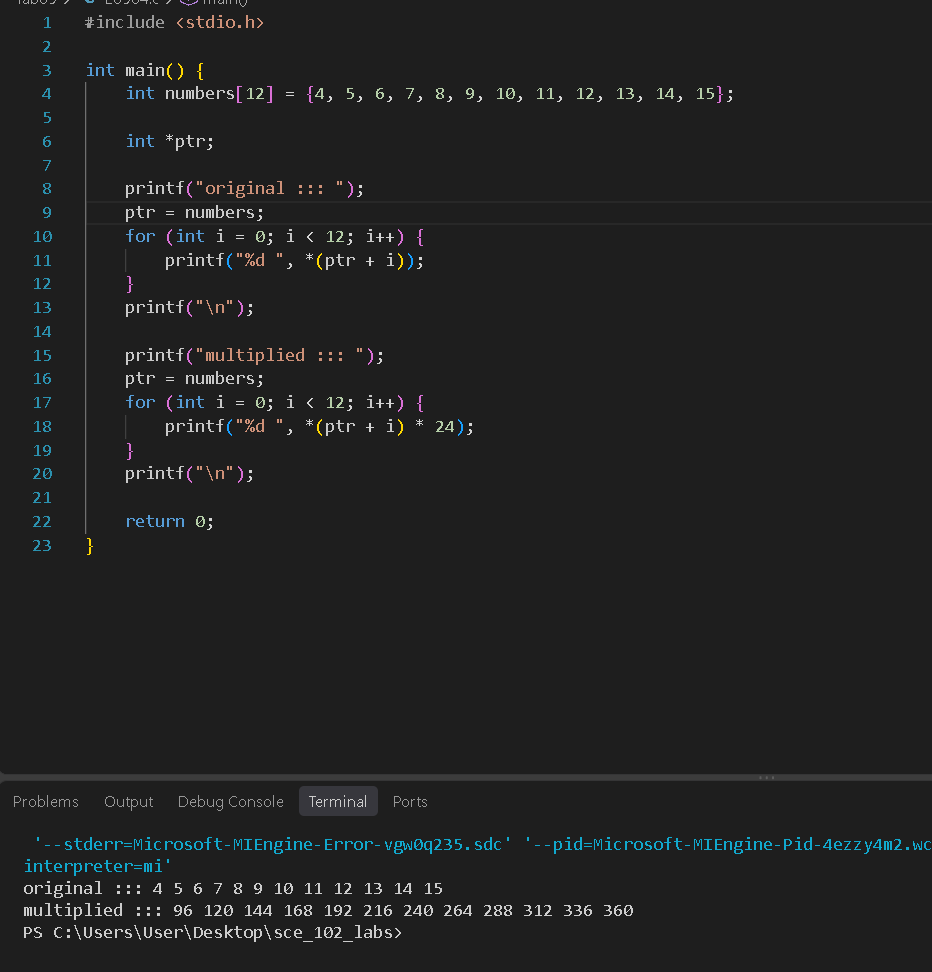 main()
1 #include <stdio.h>
2
3 int main() {
4 int numbers[12] = {4, 5, 6, 7, 8, 9, 10, 11, 12, 13, 14, 15};
5
6 int *ptr;
7
8 printf("original ::: ");
9 ptr = numbers;
10 for (int i = 0; i < 12; i++) {
11 printf("%d ", *(ptr + i));
12 }
13 printf("\n");
14
15 printf("multiplied ::: ");
16 ptr = numbers;
17 for (int i = 0; i < 12; i++) {
18 printf("%d ", *(ptr + i) * 24);
19 }
20 printf("\n");
21
22 return 0;
23 }
Problems Output Debug Console Terminal Ports
'--stderr=Microsoft-MIEngine-Error-vgw0q235.sdc' '--pid=Microsoft-MIEngine-Pid-4ezzy4m2.wc
interpreter=mi'
original ::: 4 5 6 7 8 9 10 11 12 13 14 15
multiplied ::: 96 120 144 168 192 216 240 264 288 312 336 360
PS C:\Users\User\Desktop\sce_102_labs>